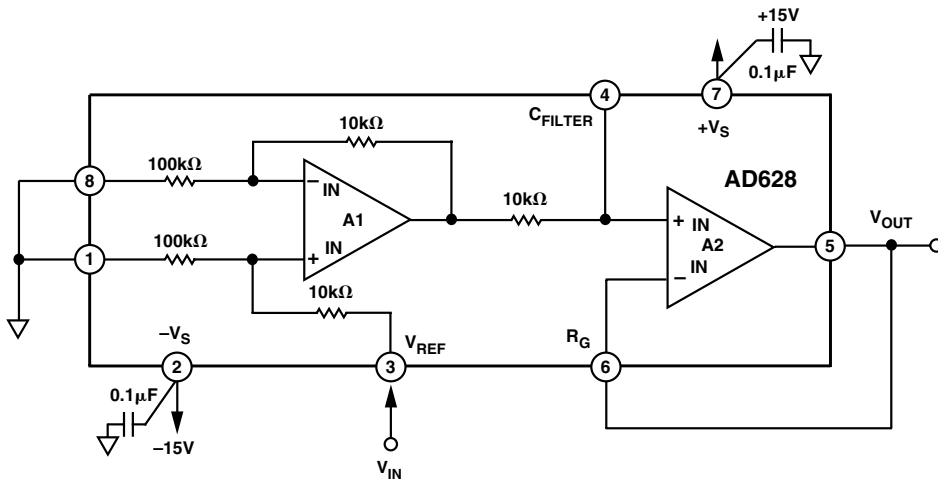 +15V
0.1µF
4
7
C_FILTER
+V_S
10kΩ
100kΩ
8
–
IN
A1
AD628
10kΩ
+ IN
A2
V_OUT
5
100kΩ
1
IN
+
IN
–
10kΩ
–V_S
V_REF
R_G
2
3
6
0.1µF
–15V
V_IN